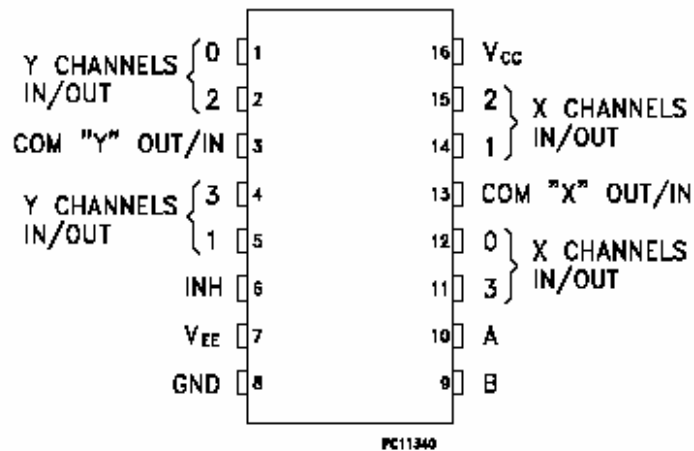 Y CHANNELS
IN/OUT
0 1
2 2
COM "Y" OUT/IN 3
Y CHANNELS
IN/OUT
3 4
1 5
INH 6
VEE 7
GND 8
16 VCC
15 2
14 1
X CHANNELS
IN/OUT
13 COM "X" OUT/IN
12 0
11 3
X CHANNELS
IN/OUT
10 A
9 B
PC11340